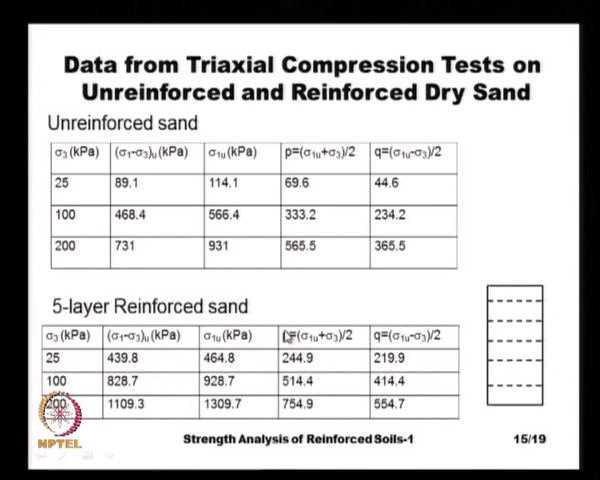 Data from Triaxial Compression Tests on
Unreinforced and Reinforced Dry Sand
Unreinforced sand
σ₃ (kPa) (σ₁-σ₃)ᵤ (kPa) σ₁ᵤ (kPa) p=(σ₁ᵤ+σ₃)/2 q=(σ₁ᵤ-σ₃)/2
25 89.1 114.1 69.6 44.6
100 468.4 566.4 333.2 234.2
200 731 931 565.5 365.5
5-layer Reinforced sand
σ₃ (kPa) (σ₁-σ₃)ᵤ (kPa) σ₁ᵤ (kPa) p=(σ₁ᵤ+σ₃)/2 q=(σ₁ᵤ-σ₃)/2
25 439.8 464.8 244.9 219.9
100 828.7 928.7 514.4 414.4
200 1109.3 1309.7 754.9 554.7
NPTEL
Strength Analysis of Reinforced Soils-1 15/19